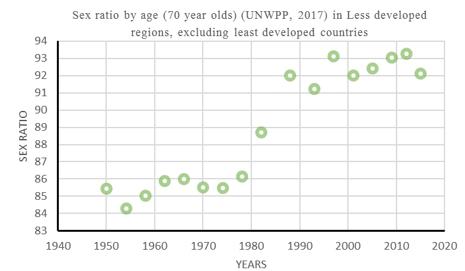 Sex ratio by age (70 year olds) (UNWPP, 2017) in Less developed
regions, excluding least developed countries
94
93
92
91
90
89
88
87
86
85
84
83
SEX RATIO
1940 1950 1960 1970 1980 1990 2000 2010 2020
YEARS